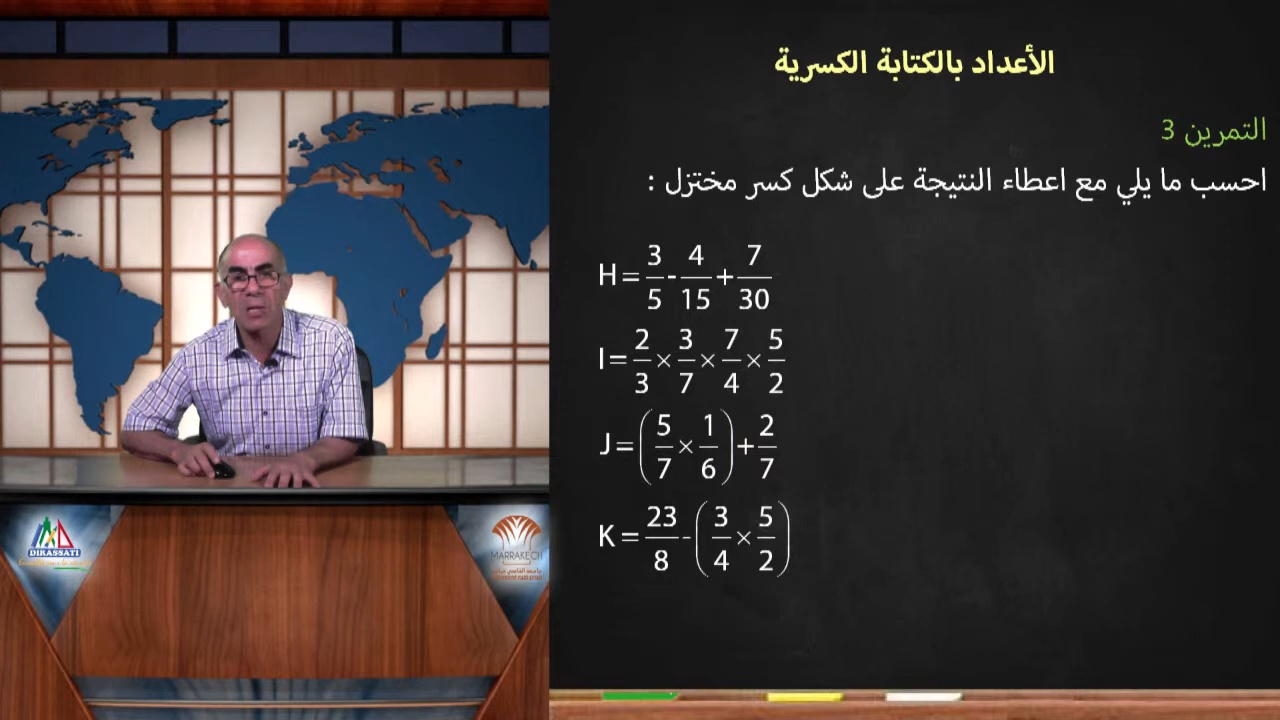 الأعداد بالكتابة الكسرية
التمرين 3
احسب ما يلي مع اعطاء النتيجة على شكل كسر مختزل :
H = 3/5 - 4/15 + 7/30
I = 2/3 × 3/7 × 7/4 × 5/2
J = (5/7 × 1/6) + 2/7
K = 23/8 - (3/4 × 5/2)
DIRASSATI
MARRAKECH